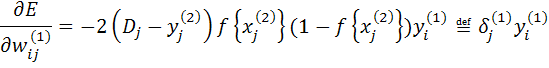 ∂E/∂w_{ij}^{(1)} = −2(D_j − y_j^{(2)}) f{x_j^{(2)}}(1 − f{x_j^{(2)}})y_i^{(1)} ≝ δ_j^{(1)} y_i^{(1)}